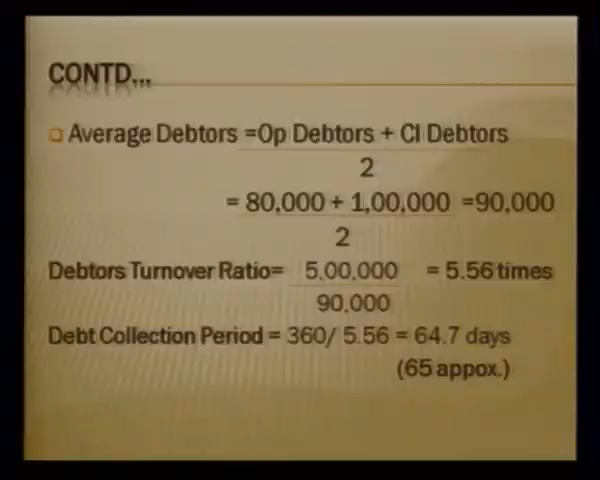 CONTD...
Average Debtors =Op Debtors + Cl Debtors
2
= 80,000 + 1,00,000 =90,000
2
Debtors Turnover Ratio= 5,00,000 = 5.56 times
90,000
Debt Collection Period = 360/ 5.56 = 64.7 days
(65 appox.)